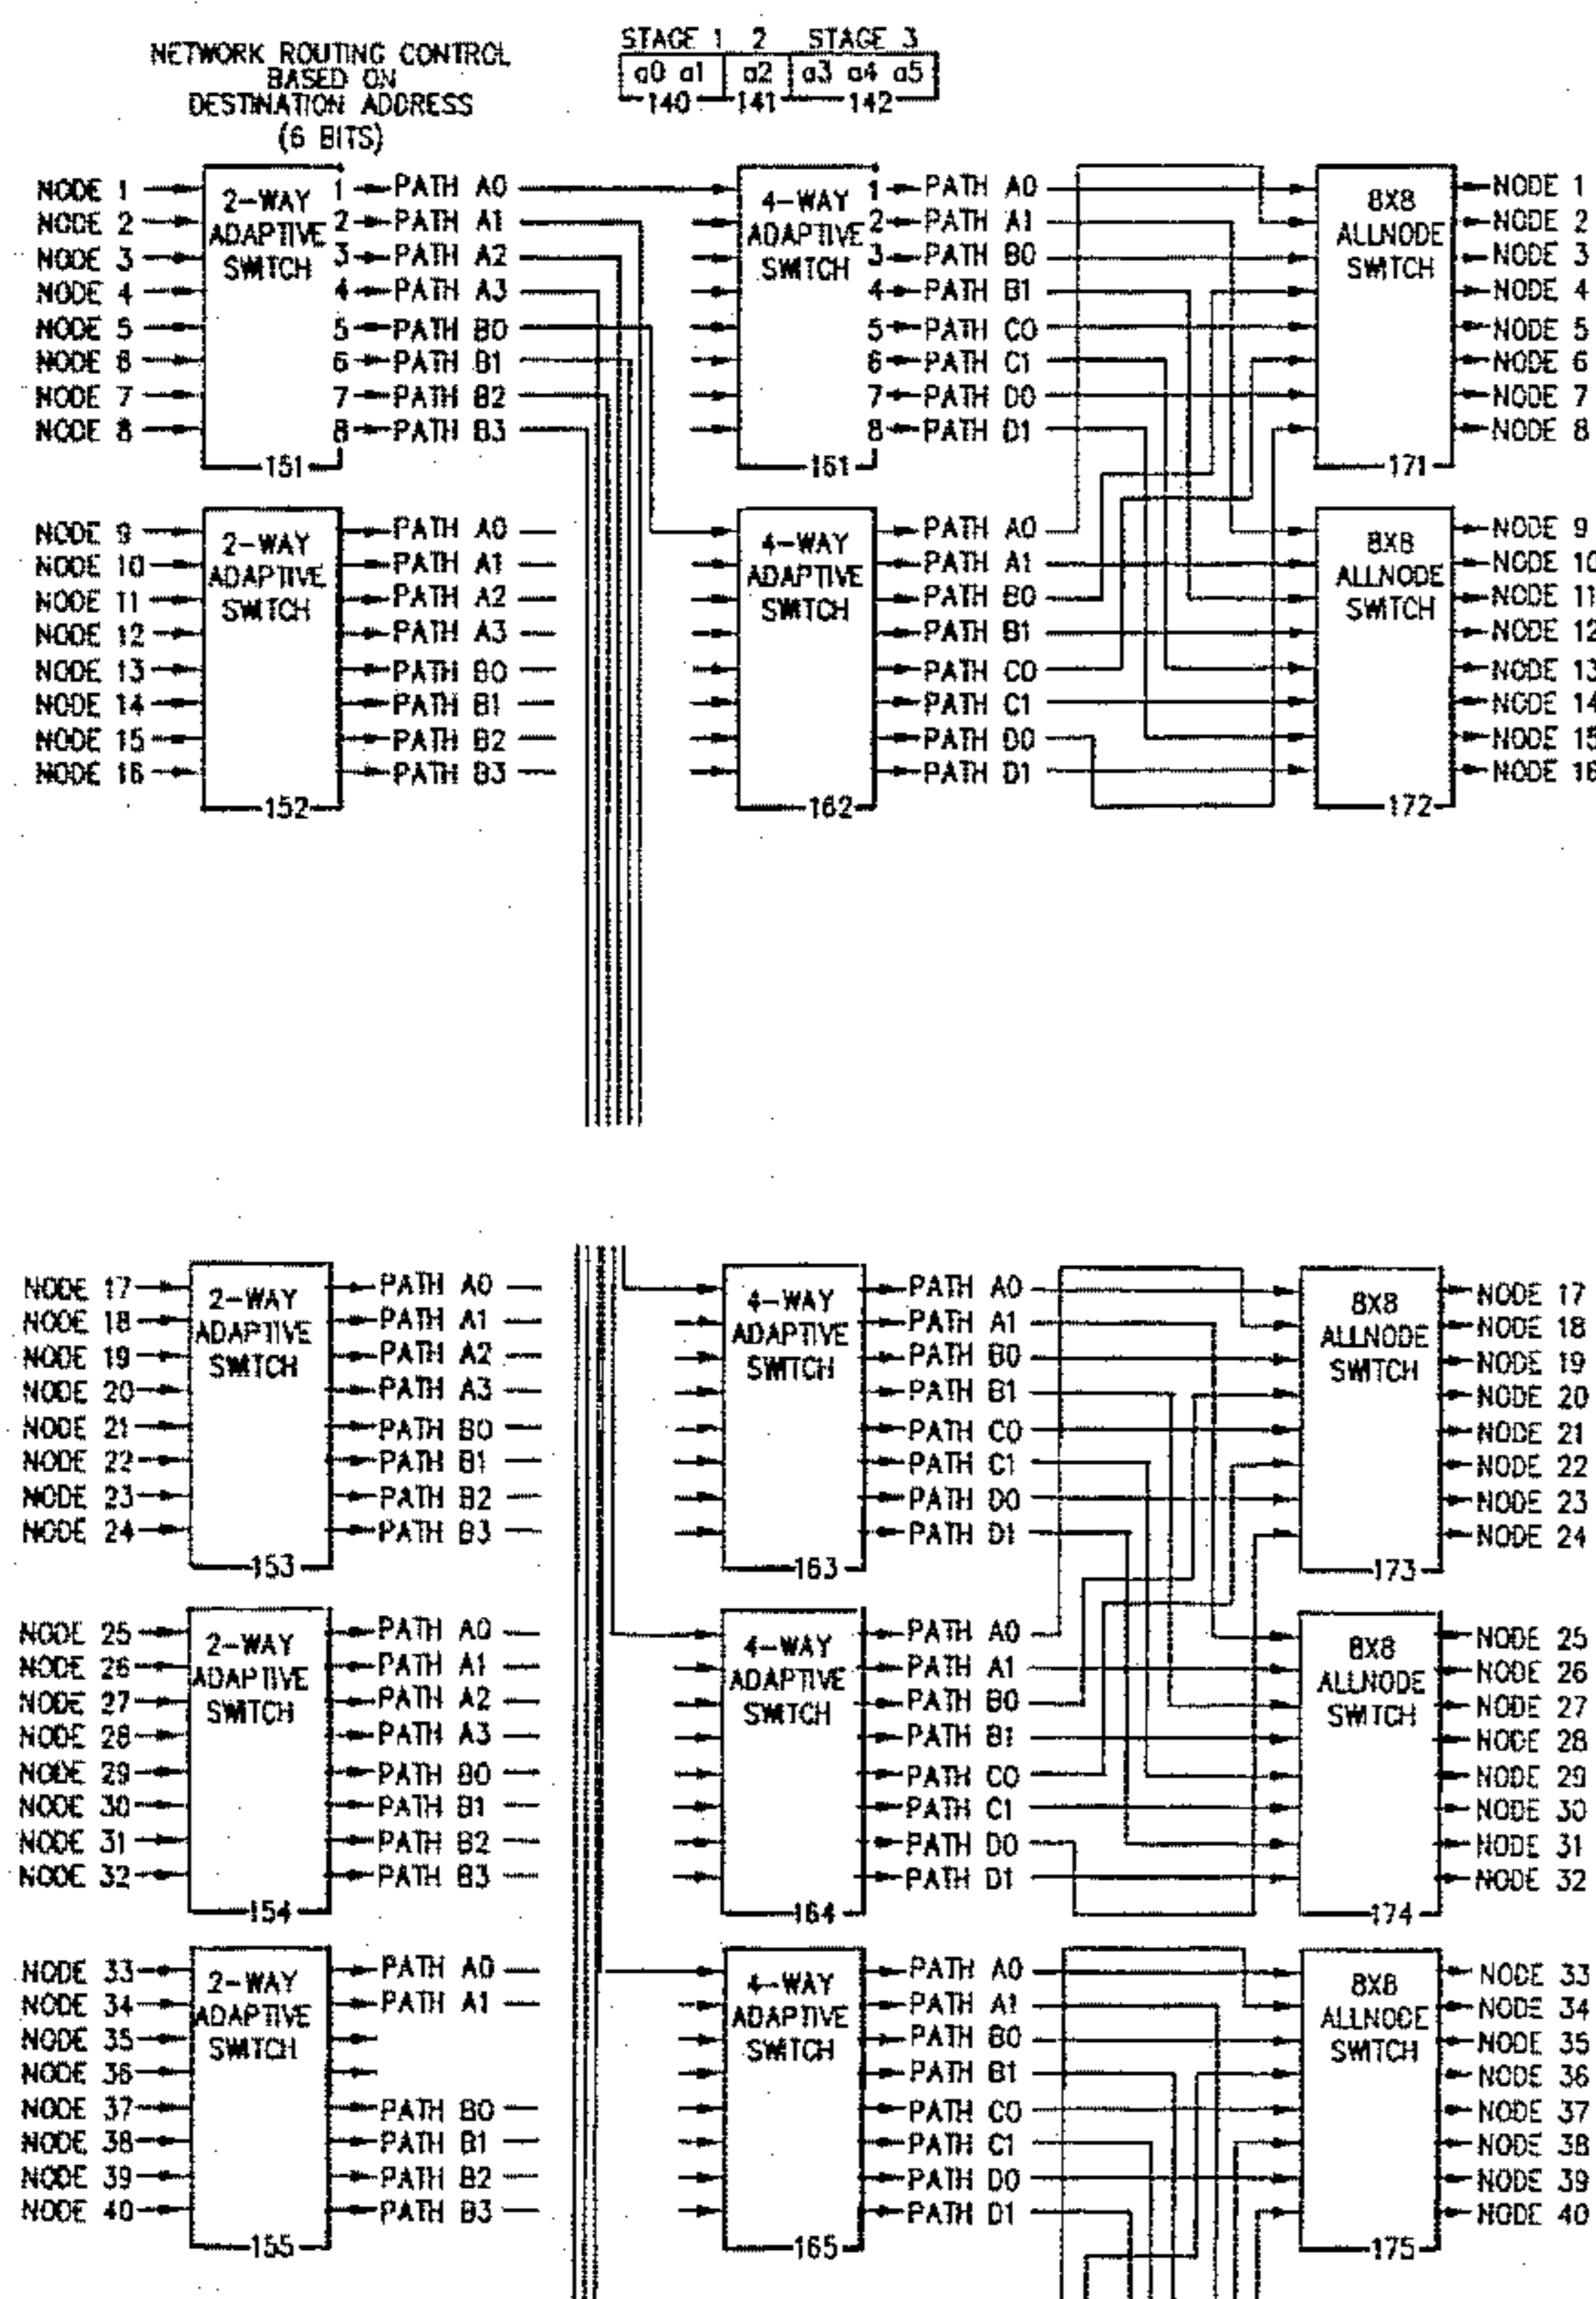 NETWORK ROUTING CONTROL
BASED ON
DESTINATION ADDRESS
(6 BITS)
STAGE 1 2 STAGE 3
a0 a1 a2 a3 a4 a5
140 141 142
NODE 1
NODE 2
NODE 3
NODE 4
NODE 5
NODE 6
NODE 7
NODE 8
2-WAY
ADAPTIVE
SWITCH
151
1 PATH A0
2 PATH A1
3 PATH A2
4 PATH A3
5 PATH B0
6 PATH B1
7 PATH B2
8 PATH B3
4-WAY
ADAPTIVE
SWITCH
161
1 PATH A0
2 PATH A1
3 PATH B0
4 PATH B1
5 PATH C0
6 PATH C1
7 PATH D0
8 PATH D1
8X8
ALLNODE
SWITCH
171
NODE 1
NODE 2
NODE 3
NODE 4
NODE 5
NODE 6
NODE 7
NODE 8
NODE 9
NODE 10
NODE 11
NODE 12
NODE 13
NODE 14
NODE 15
NODE 16
2-WAY
ADAPTIVE
SWITCH
152
PATH A0
PATH A1
PATH A2
PATH A3
PATH B0
PATH B1
PATH B2
PATH B3
4-WAY
ADAPTIVE
SWITCH
162
PATH A0
PATH A1
PATH B0
PATH B1
PATH C0
PATH C1
PATH D0
PATH D1
8X8
ALLNODE
SWITCH
172
NODE 9
NODE 10
NODE 11
NODE 12
NODE 13
NODE 14
NODE 15
NODE 16
NODE 17
NODE 18
NODE 19
NODE 20
NODE 21
NODE 22
NODE 23
NODE 24
2-WAY
ADAPTIVE
SWITCH
153
PATH A0
PATH A1
PATH A2
PATH A3
PATH B0
PATH B1
PATH B2
PATH B3
4-WAY
ADAPTIVE
SWITCH
163
PATH A0
PATH A1
PATH B0
PATH B1
PATH C0
PATH C1
PATH D0
PATH D1
8X8
ALLNODE
SWITCH
173
NODE 17
NODE 18
NODE 19
NODE 20
NODE 21
NODE 22
NODE 23
NODE 24
NODE 25
NODE 26
NODE 27
NODE 28
NODE 29
NODE 30
NODE 31
NODE 32
2-WAY
ADAPTIVE
SWITCH
154
PATH A0
PATH A1
PATH A2
PATH A3
PATH B0
PATH B1
PATH B2
PATH B3
4-WAY
ADAPTIVE
SWITCH
164
PATH A0
PATH A1
PATH B0
PATH B1
PATH C0
PATH C1
PATH D0
PATH D1
8X8
ALLNODE
SWITCH
174
NODE 25
NODE 26
NODE 27
NODE 28
NODE 29
NODE 30
NODE 31
NODE 32
NODE 33
NODE 34
NODE 35
NODE 36
NODE 37
NODE 38
NODE 39
NODE 40
2-WAY
ADAPTIVE
SWITCH
155
PATH A0
PATH A1
PATH B0
PATH B1
PATH B2
PATH B3
4-WAY
ADAPTIVE
SWITCH
165
PATH A0
PATH A1
PATH B0
PATH B1
PATH C0
PATH C1
PATH D0
PATH D1
8X8
ALLNODE
SWITCH
175
NODE 33
NODE 34
NODE 35
NODE 36
NODE 37
NODE 38
NODE 39
NODE 40